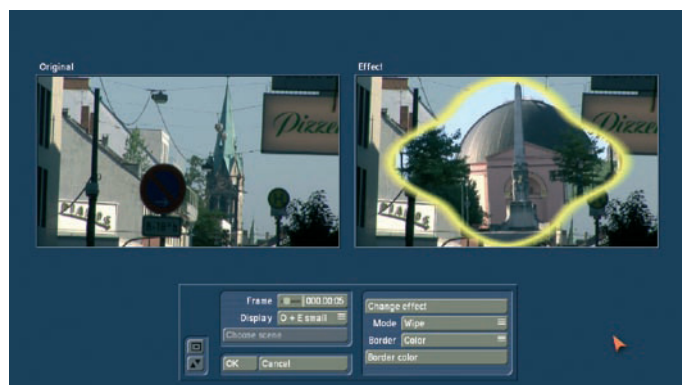 Original
Effect
Pizze
Pizze
Frame 000:00:05
Display O + E small
Choose scene
OK Cancel
Change effect
Mode Wipe
Border Color
Border color